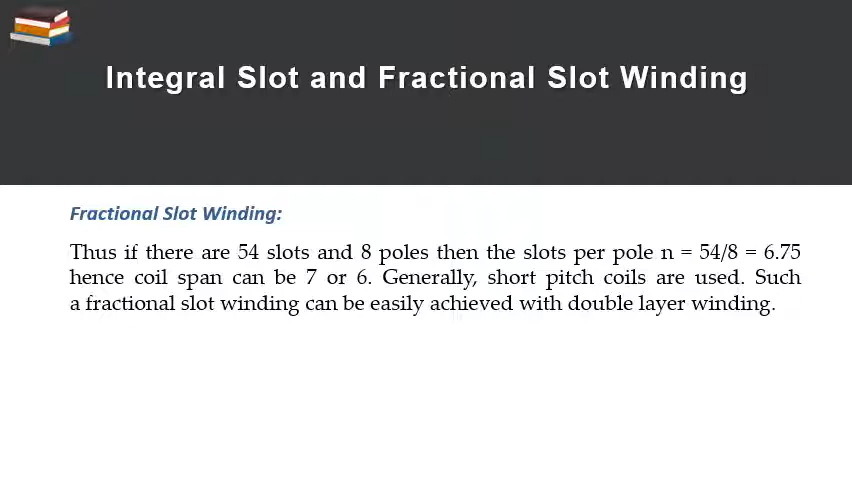 Integral Slot and Fractional Slot Winding
Fractional Slot Winding:
Thus if there are 54 slots and 8 poles then the slots per pole n = 54/8 = 6.75
hence coil span can be 7 or 6. Generally, short pitch coils are used. Such
a fractional slot winding can be easily achieved with double layer winding.